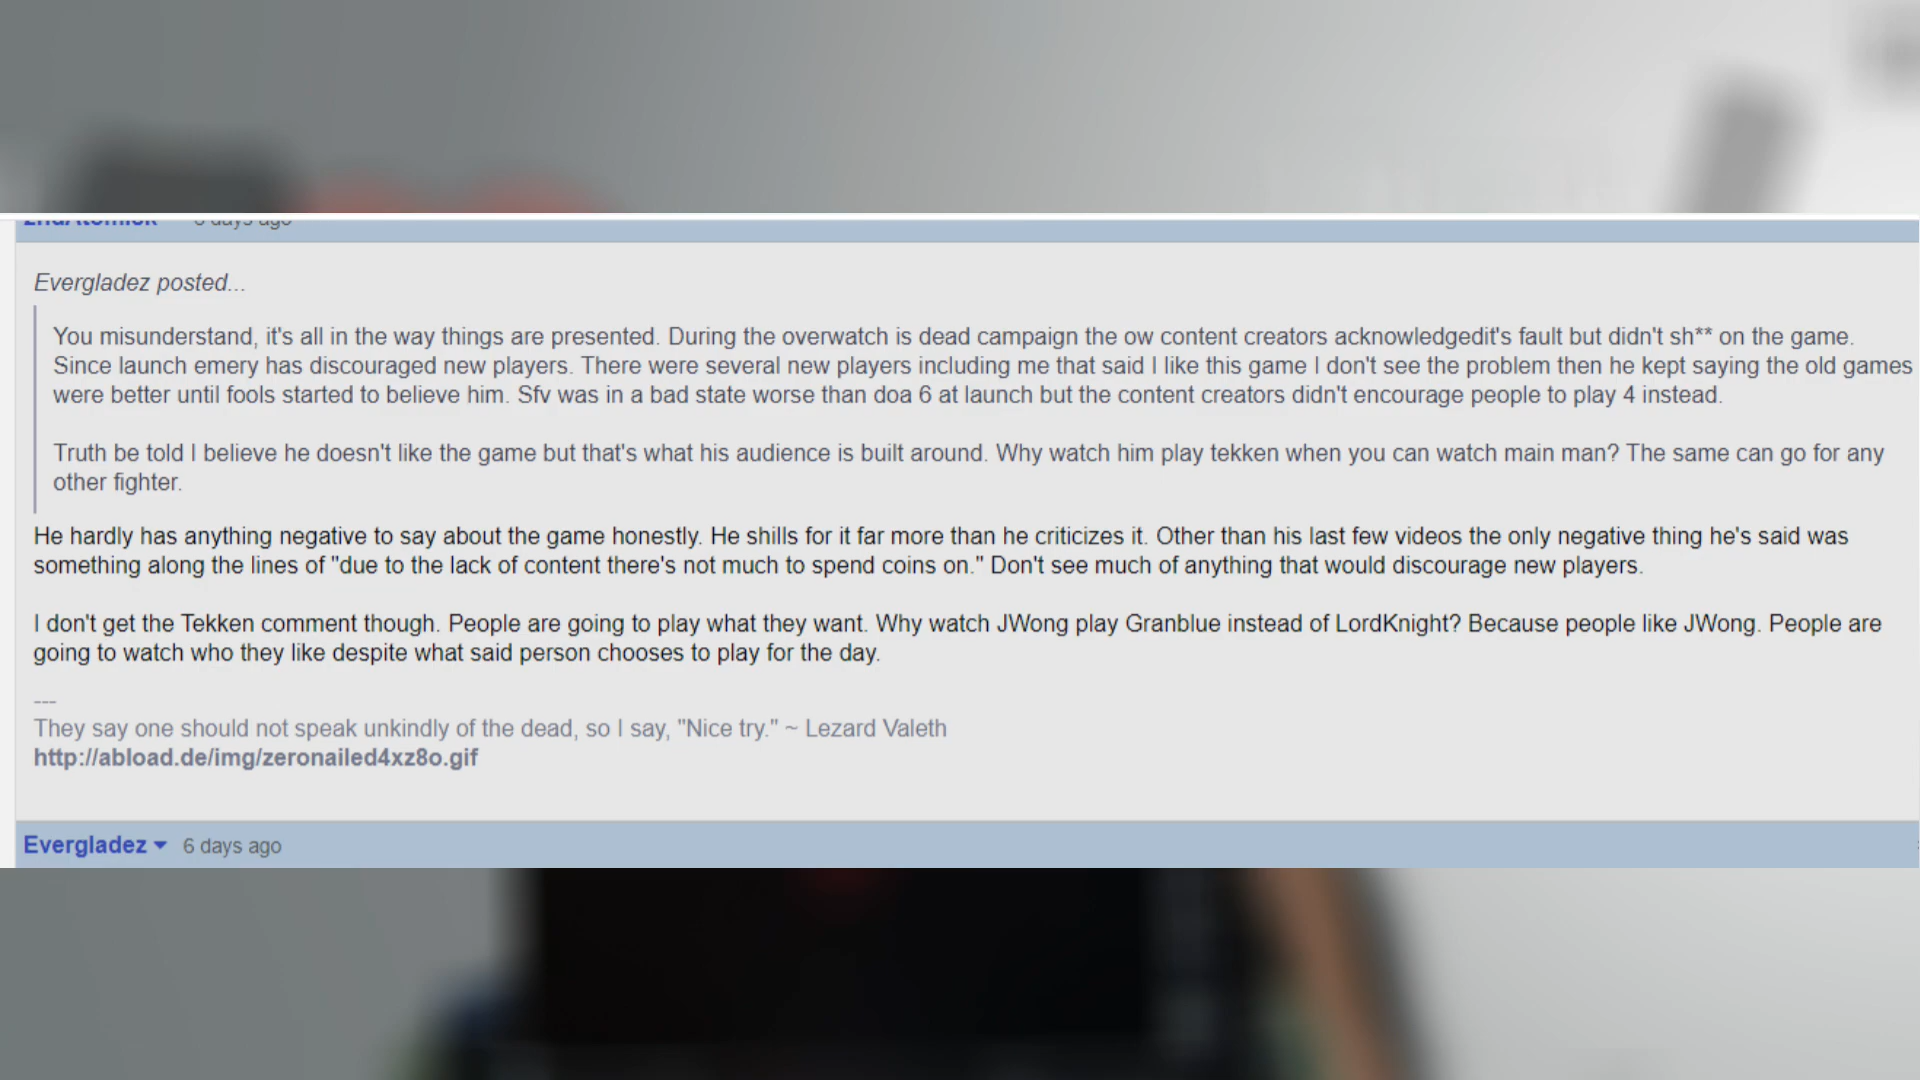 2ndAtomisk 6 days ago
Evergladez posted...
You misunderstand, it's all in the way things are presented. During the overwatch is dead campaign the ow content creators acknowledgedit's fault but didn't sh** on the game.
Since launch emery has discouraged new players. There were several new players including me that said I like this game I don't see the problem then he kept saying the old games
were better until fools started to believe him. Sfv was in a bad state worse than doa 6 at launch but the content creators didn't encourage people to play 4 instead.
Truth be told I believe he doesn't like the game but that's what his audience is built around. Why watch him play tekken when you can watch main man? The same can go for any
other fighter.
He hardly has anything negative to say about the game honestly. He shills for it far more than he criticizes it. Other than his last few videos the only negative thing he's said was
something along the lines of "due to the lack of content there's not much to spend coins on." Don't see much of anything that would discourage new players.
I don't get the Tekken comment though. People are going to play what they want. Why watch JWong play Granblue instead of LordKnight? Because people like JWong. People are
going to watch who they like despite what said person chooses to play for the day.
---
They say one should not speak unkindly of the dead, so I say, "Nice try." ~ Lezard Valeth
http://abload.de/img/zeronailed4xz8o.gif
Evergladez 6 days ago